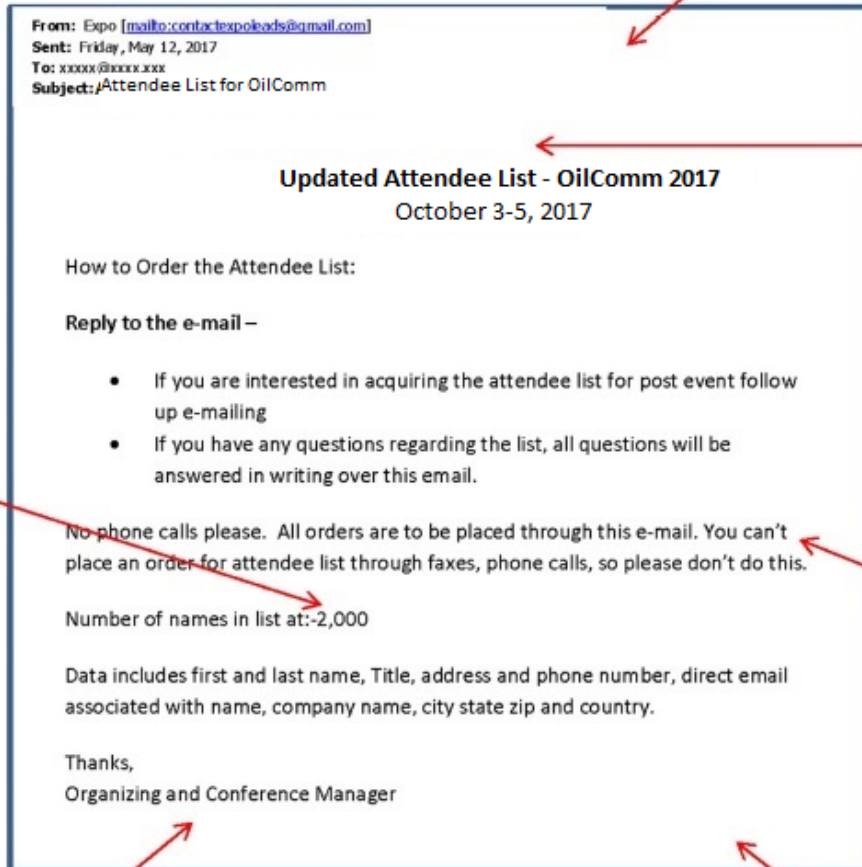 From: Expo [mailto:contactexpoleads@gmail.com]
Sent: Friday, May 12, 2017
To: xxxxx@xxxx.xxx
Subject: Attendee List for OilComm
Updated Attendee List - OilComm 2017
October 3-5, 2017
How to Order the Attendee List:
Reply to the e-mail –
• If you are interested in acquiring the attendee list for post event follow
up e-mailing
• If you have any questions regarding the list, all questions will be
answered in writing over this email.
No phone calls please. All orders are to be placed through this e-mail. You can't
place an order for attendee list through faxes, phone calls, so please don't do this.
Number of names in list at:-2,000
Data includes first and last name, Title, address and phone number, direct email
associated with name, company name, city state zip and country.
Thanks,
Organizing and Conference Manager